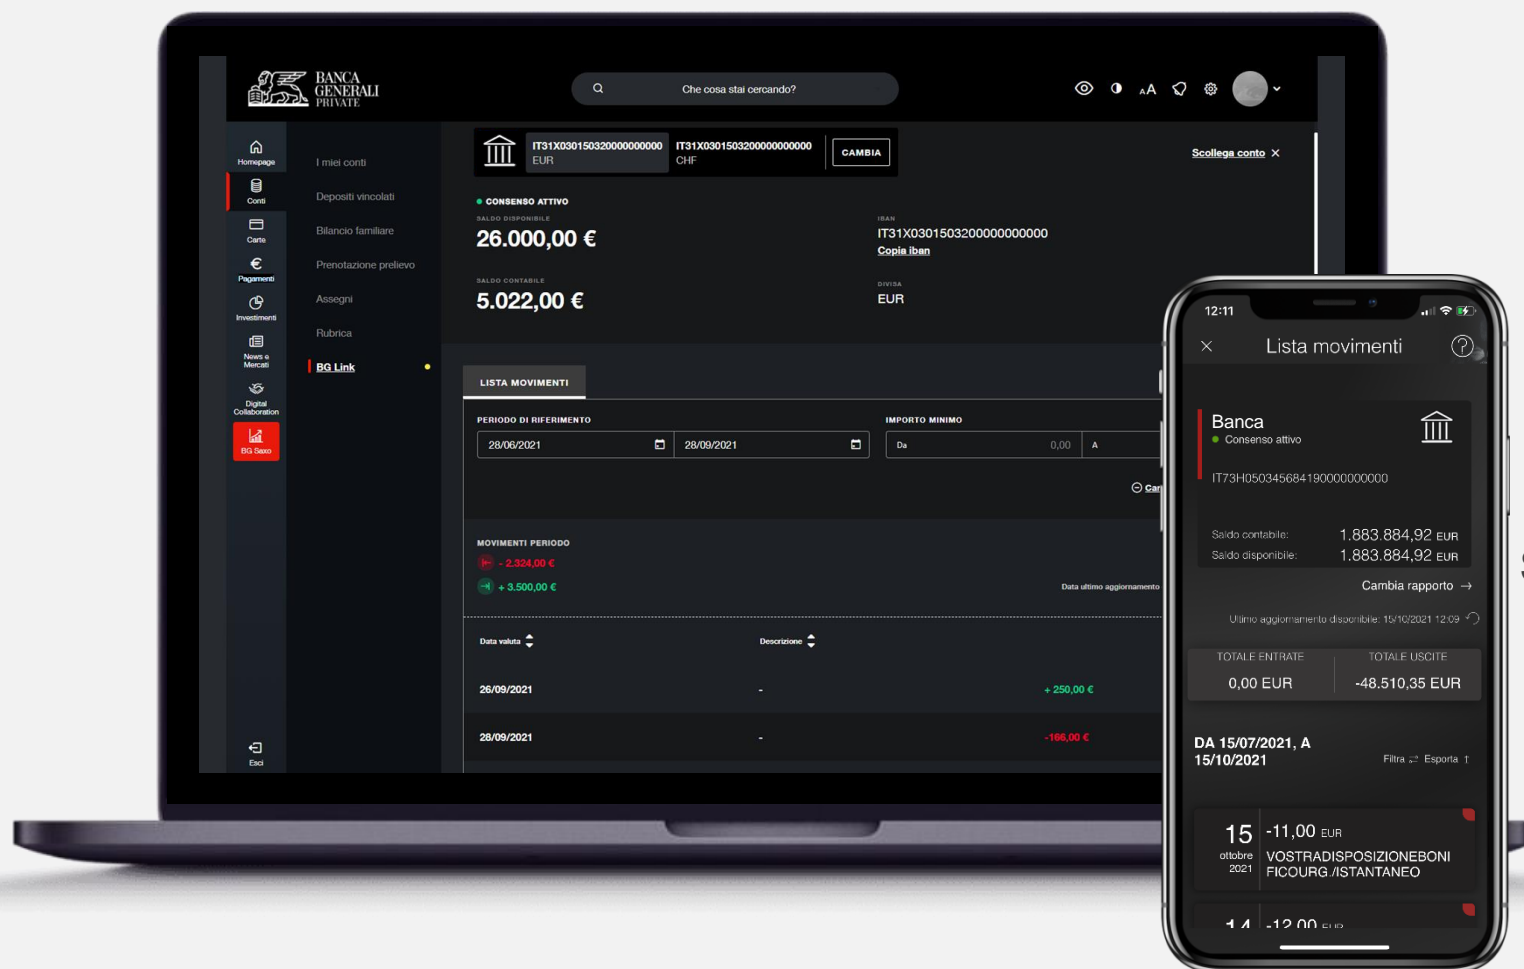 BANCA
GENERALI
PRIVATE
Che cosa stai cercando?
AA
Homepage
Conti
Carte
Pagamenti
Investimenti
News e
Mercati
Digital
Collaboration
BG Saxo
Esci
I miei conti
Depositi vincolati
Bilancio familiare
Prenotazione prelievo
Assegni
Rubrica
BG Link
IT31X0301503200000000000 IT31X0301503200000000000
EUR CHF
CAMBIA
Scollega conto ×
CONSENSO ATTIVO
SALDO DISPONIBILE
26.000,00 €
IBAN
IT31X0301503200000000000
Copia iban
SALDO CONTABILE
5.022,00 €
DIVISA
EUR
LISTA MOVIMENTI
PERIODO DI RIFERIMENTO
28/06/2021 28/09/2021
IMPORTO MINIMO
Da 0,00 A
MOVIMENTI PERIODO
- 2.324,00 €
+ 3.500,00 €
Data ultimo aggiornamento
Data valuta Descrizione
26/09/2021 - + 250,00 €
28/09/2021 - -166,00 €
12:11
× Lista movimenti ?
Banca
Consenso attivo
IT73H050345684190000000000
Saldo contabile: 1.883.884,92 EUR
Saldo disponibile: 1.883.884,92 EUR
Cambia rapporto →
Ultimo aggiornamento disponibile: 15/10/2021 12:09
TOTALE ENTRATE TOTALE USCITE
0,00 EUR -48.510,35 EUR
DA 15/07/2021, A
15/10/2021
Filtra Esporta ↑
15 -11,00 EUR
ottobre VOSTRADISPOSIZIONEBONI
2021 FICOURG./ISTANTANEO
14 -12,00 EUR